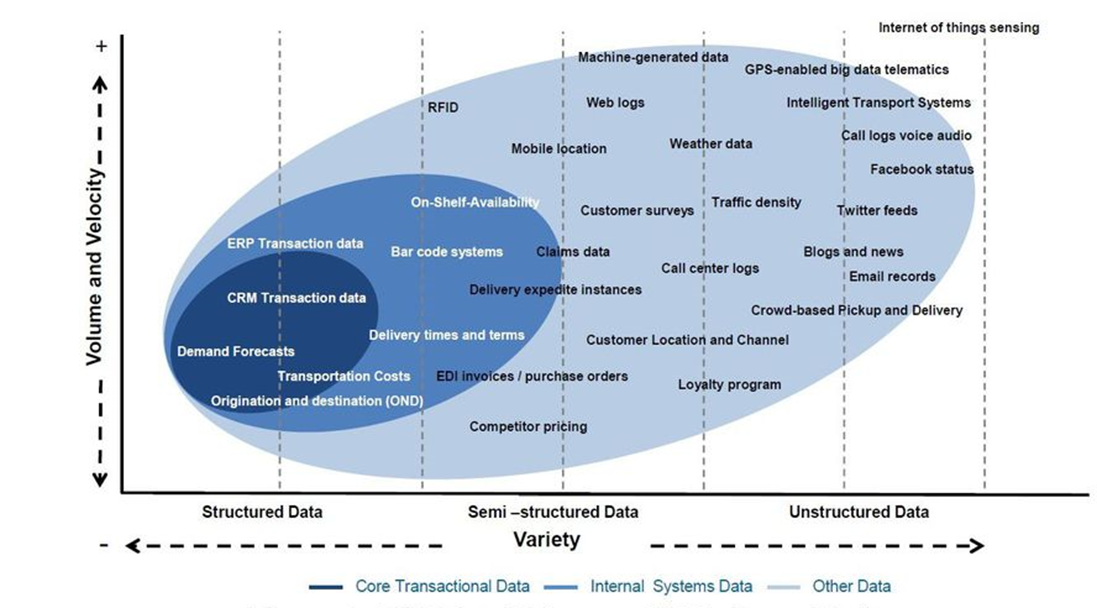 Internet of things sensing
+
Machine-generated data
GPS-enabled big data telematics
RFID
Web logs
Intelligent Transport Systems
Call logs voice audio
Mobile location
Weather data
Facebook status
Volume and Velocity
On-Shelf-Availability
Customer surveys
Traffic density
Twitter feeds
ERP Transaction data
Bar code systems
Claims data
Blogs and news
Call center logs
Email records
CRM Transaction data
Delivery expedite instances
Crowd-based Pickup and Delivery
Delivery times and terms
Customer Location and Channel
Demand Forecasts
Transportation Costs
EDI invoices / purchase orders
Loyalty program
Origination and destination (OND)
Competitor pricing
Structured Data
Semi –structured Data
Unstructured Data
-
Variety
Core Transactional Data
Internal Systems Data
Other Data